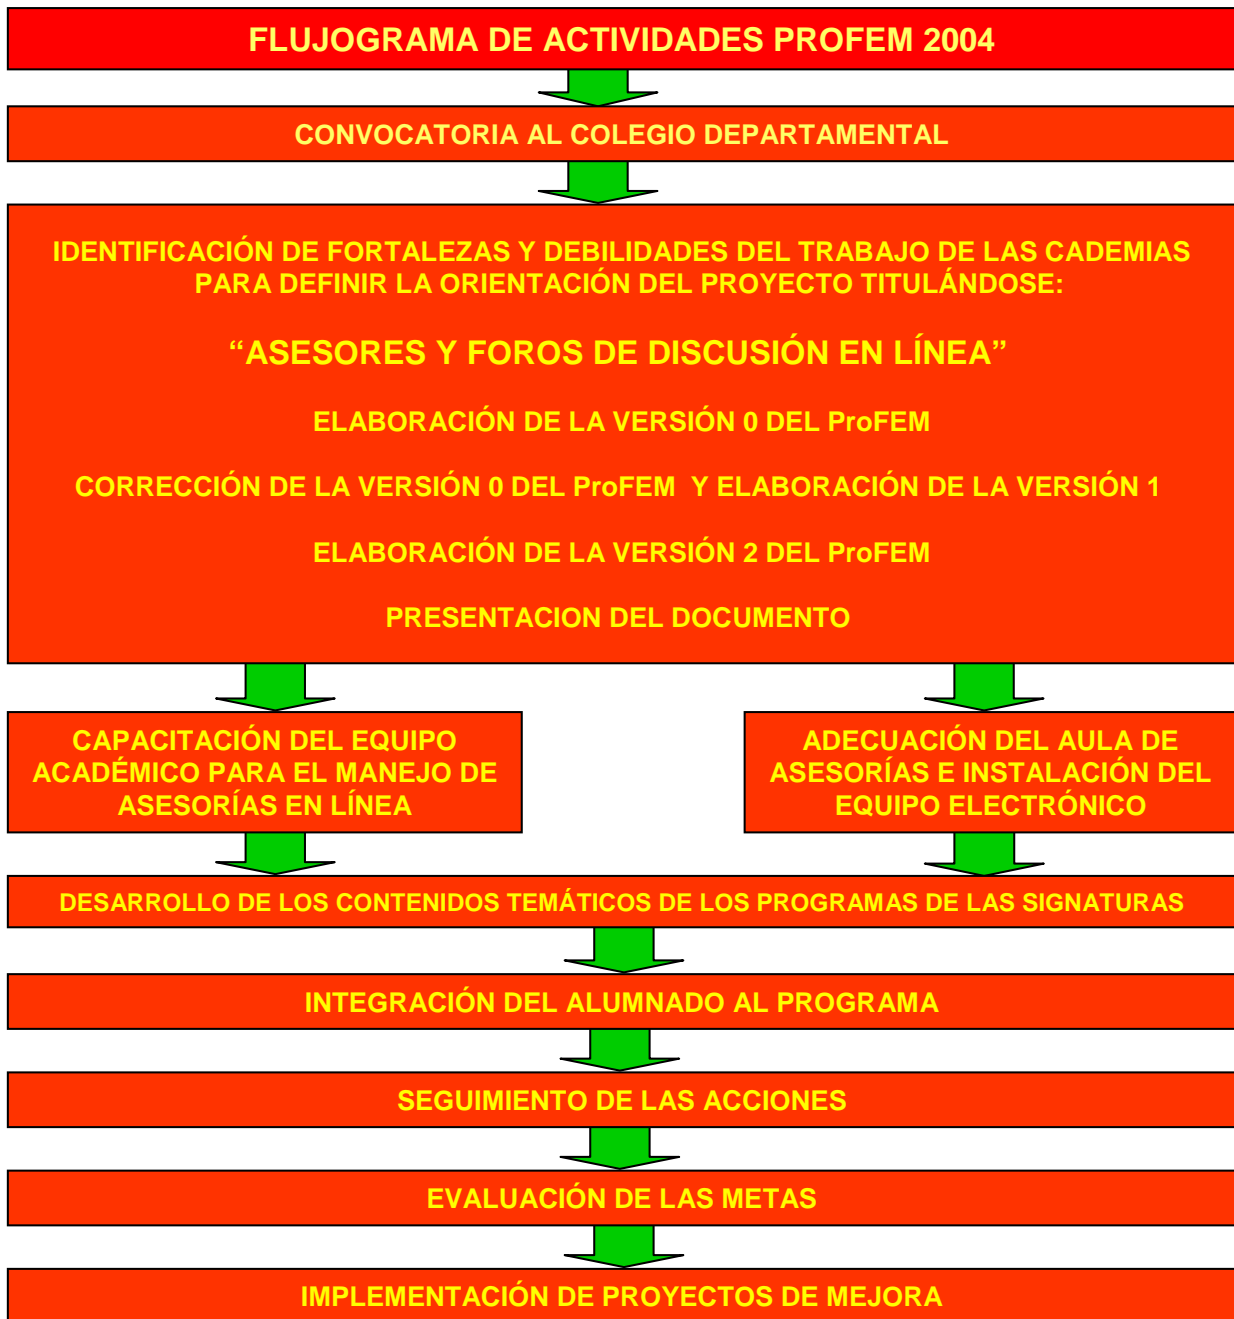 FLUJOGRAMA DE ACTIVIDADES PROFEM 2004
CONVOCATORIA AL COLEGIO DEPARTAMENTAL
IDENTIFICACIÓN DE FORTALEZAS Y DEBILIDADES DEL TRABAJO DE LAS CADEMIAS
PARA DEFINIR LA ORIENTACIÓN DEL PROYECTO TITULÁNDOSE:
“ASESORES Y FOROS DE DISCUSIÓN EN LÍNEA”
ELABORACIÓN DE LA VERSIÓN 0 DEL ProFEM
CORRECCIÓN DE LA VERSIÓN 0 DEL ProFEM Y ELABORACIÓN DE LA VERSIÓN 1
ELABORACIÓN DE LA VERSIÓN 2 DEL ProFEM
PRESENTACION DEL DOCUMENTO
CAPACITACIÓN DEL EQUIPO
ACADÉMICO PARA EL MANEJO DE
ASESORÍAS EN LÍNEA
ADECUACIÓN DEL AULA DE
ASESORÍAS E INSTALACIÓN DEL
EQUIPO ELECTRÓNICO
DESARROLLO DE LOS CONTENIDOS TEMÁTICOS DE LOS PROGRAMAS DE LAS SIGNATURAS
INTEGRACIÓN DEL ALUMNADO AL PROGRAMA
SEGUIMIENTO DE LAS ACCIONES
EVALUACIÓN DE LAS METAS
IMPLEMENTACIÓN DE PROYECTOS DE MEJORA